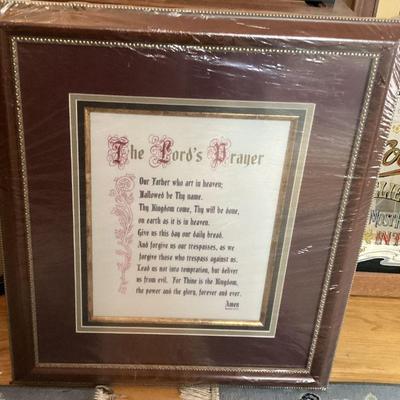 The Lord's Prayer
Our Father who art in heaven;
Hallowed be Thy name.
Thy Kingdom come, Thy will be done,
on earth as it is in heaven.
Give us this day our daily bread.
And forgive us our trespasses, as we
forgive those who trespass against us.
Lead us not into temptation, but deliver
us from evil. For Thine is the Kingdom,
the power and the glory, forever and ever.
Amen